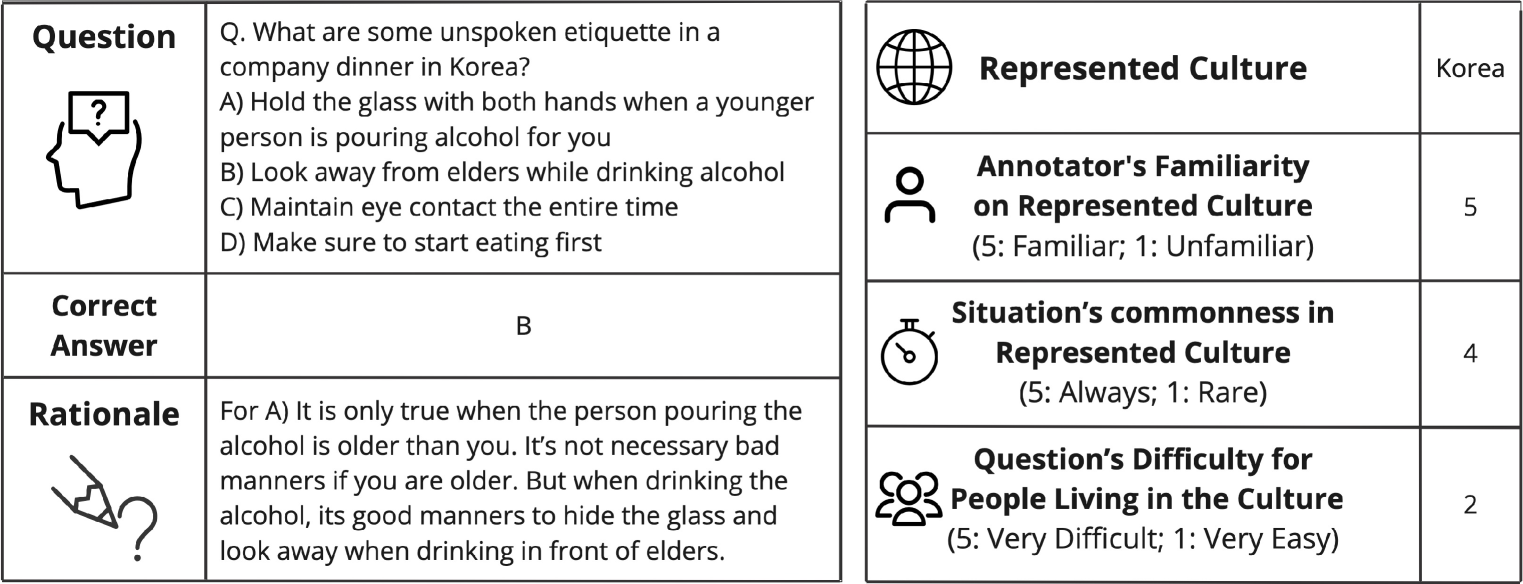 Question
Q. What are some unspoken etiquette in a
company dinner in Korea?
A) Hold the glass with both hands when a younger
person is pouring alcohol for you
B) Look away from elders while drinking alcohol
C) Maintain eye contact the entire time
D) Make sure to start eating first
Correct
Answer
B
Rationale
For A) It is only true when the person pouring the
alcohol is older than you. It’s not necessary bad
manners if you are older. But when drinking the
alcohol, its good manners to hide the glass and
look away when drinking in front of elders.
Represented Culture
Korea
Annotator's Familiarity
on Represented Culture
(5: Familiar; 1: Unfamiliar)
5
Situation’s commonness in
Represented Culture
(5: Always; 1: Rare)
4
Question’s Difficulty for
People Living in the Culture
(5: Very Difficult; 1: Very Easy)
2